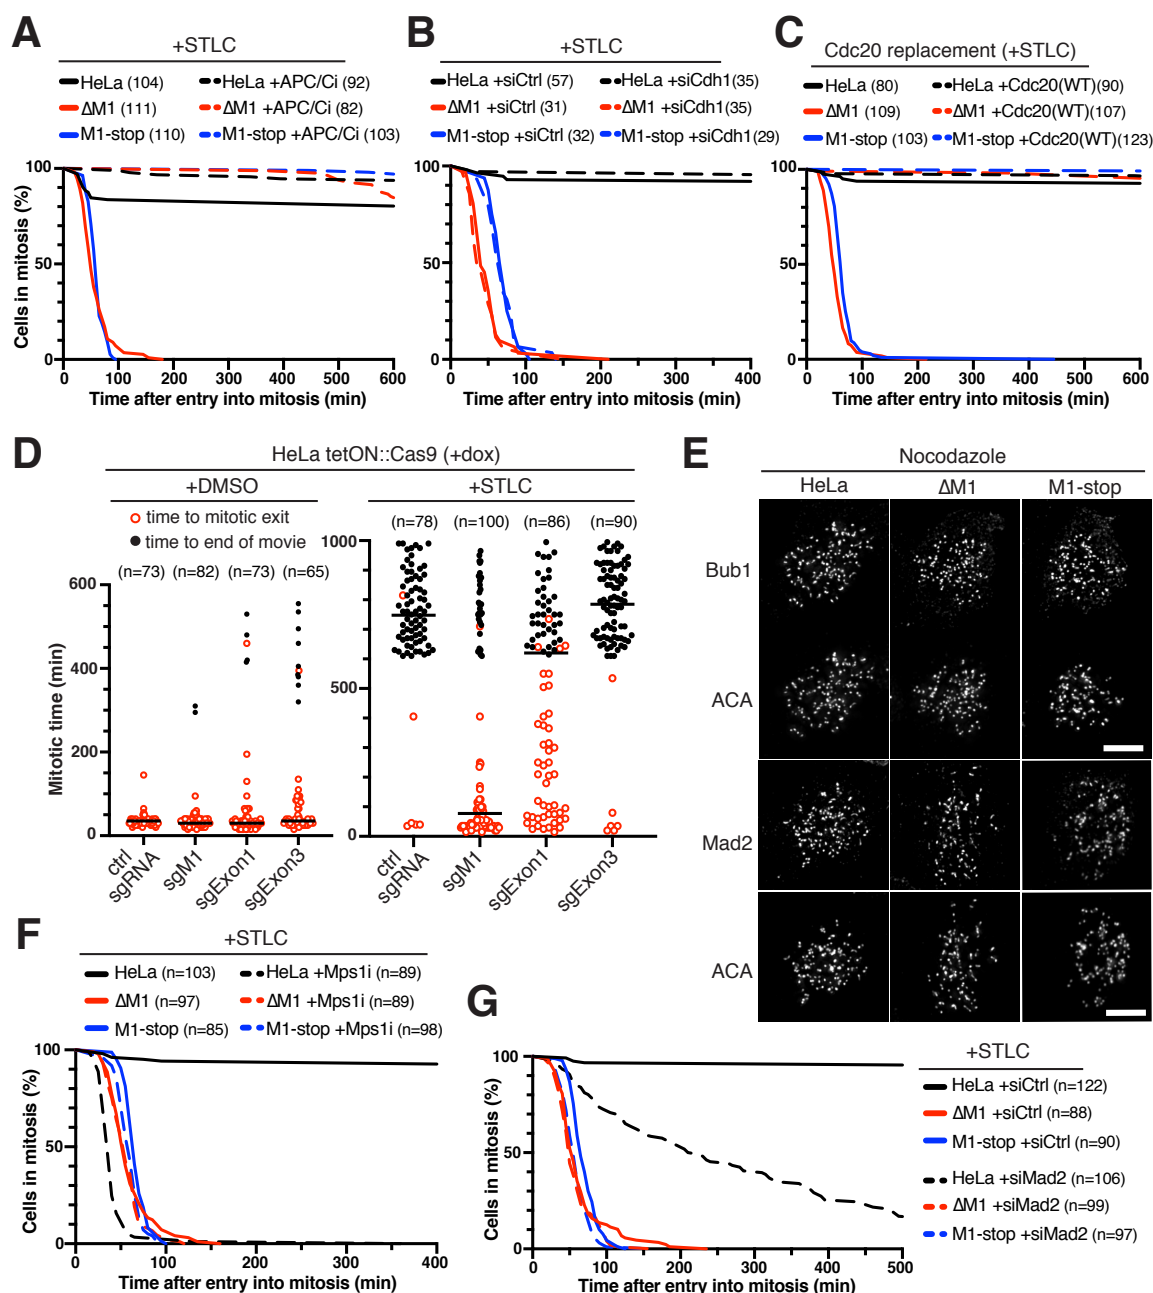 A
+STLC
HeLa (104)
HeLa +APC/Ci (92)
ΔM1 (111)
ΔM1 +APC/Ci (82)
M1-stop (110)
M1-stop +APC/Ci (103)
100
50
0
Cells in mitosis (%)
0 100 200 300 400 500 600
Time after entry into mitosis (min)
B
+STLC
HeLa +siCtrl (57)
HeLa +siCdh1(35)
ΔM1 +siCtrl (31)
ΔM1 +siCdh1(35)
M1-stop +siCtrl (32)
M1-stop +siCdh1(29)
100
50
0
0 100 200 300 400
Time after entry into mitosis (min)
C
Cdc20 replacement (+STLC)
HeLa (80)
HeLa +Cdc20(WT)(90)
ΔM1 (109)
ΔM1 +Cdc20(WT)(107)
M1-stop (103)
M1-stop +Cdc20(WT)(123)
100
50
0
0 100 200 300 400 500 600
Time after entry into mitosis (min)
D
HeLa tetON::Cas9 (+dox)
+DMSO
time to mitotic exit
time to end of movie
(n=73) (n=82) (n=73) (n=65)
600
400
200
0
Mitotic time (min)
ctrl sgRNA
sgM1
sgExon1
sgExon3
+STLC
(n=78) (n=100) (n=86) (n=90)
1000
500
0
ctrl sgRNA
sgM1
sgExon1
sgExon3
E
Nocodazole
HeLa ΔM1 M1-stop
Bub1
ACA
Mad2
ACA
F
+STLC
HeLa (n=103)
HeLa +Mps1i (n=89)
ΔM1 (n=97)
ΔM1 +Mps1i (n=89)
M1-stop (n=85)
M1-stop +Mps1i (n=98)
100
50
0
Cells in mitosis (%)
0 100 200 300 400
Time after entry into mitosis (min)
G
100
50
0
Cells in mitosis (%)
0 100 200 300 400 500
Time after entry into mitosis (min)
+STLC
HeLa +siCtrl (n=122)
ΔM1 +siCtrl (n=88)
M1-stop +siCtrl (n=90)
HeLa +siMad2 (n=106)
ΔM1 +siMad2 (n=99)
M1-stop +siMad2 (n=97)